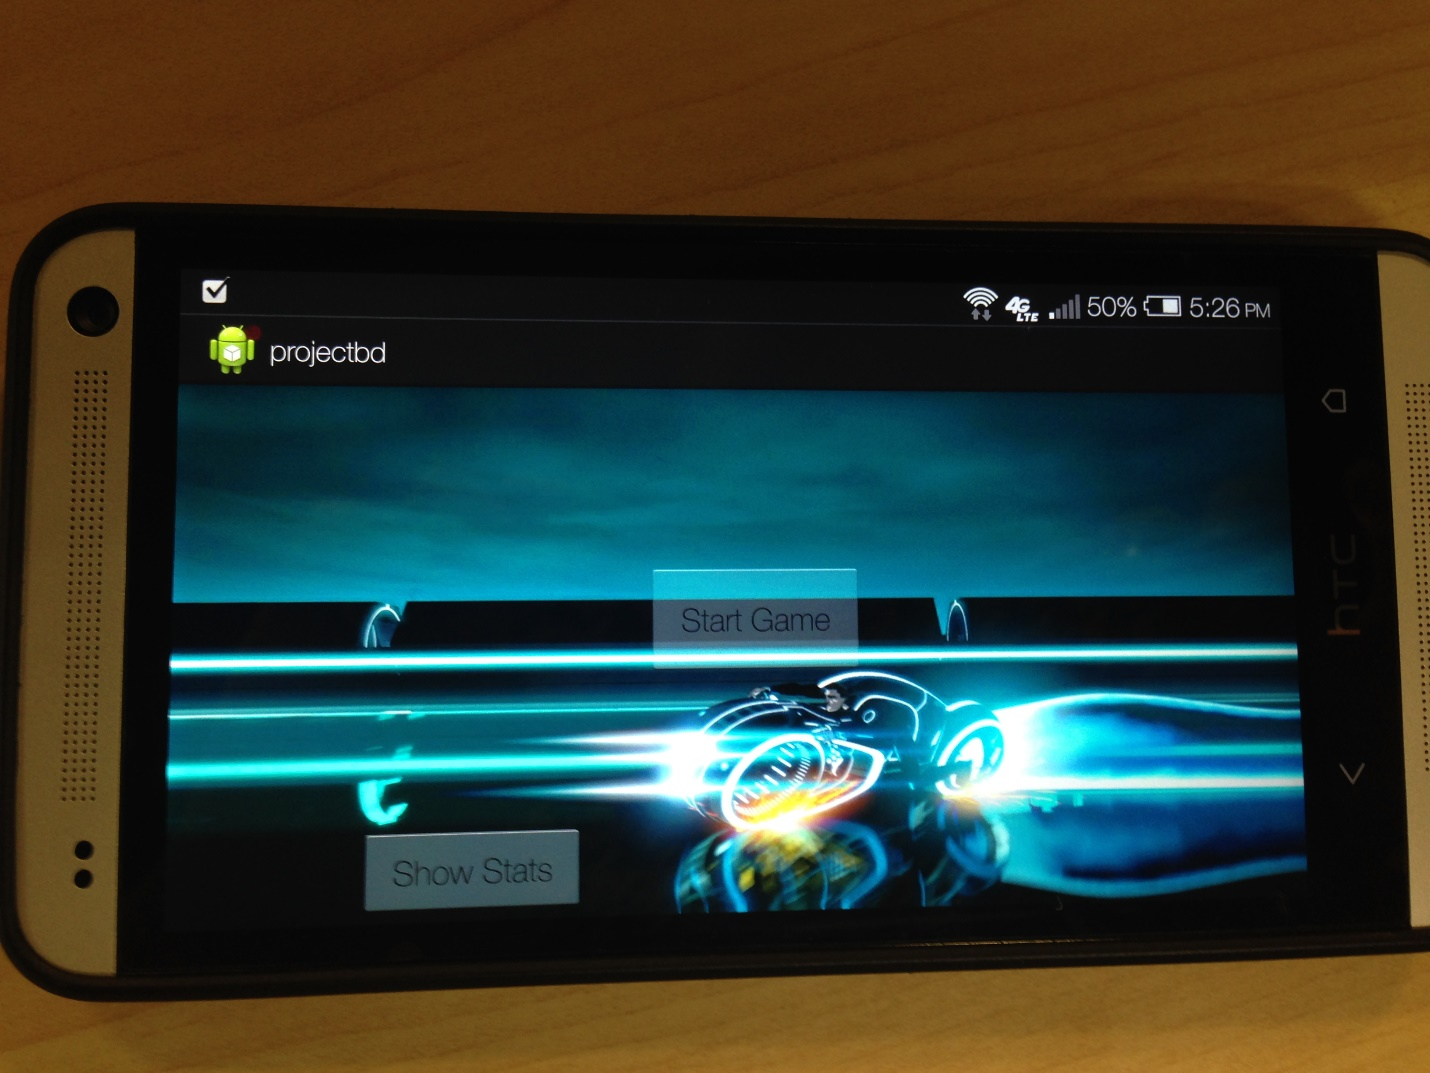 4G LTE 50% 5:26 PM
projectbd
Start Game
Show Stats
hTC